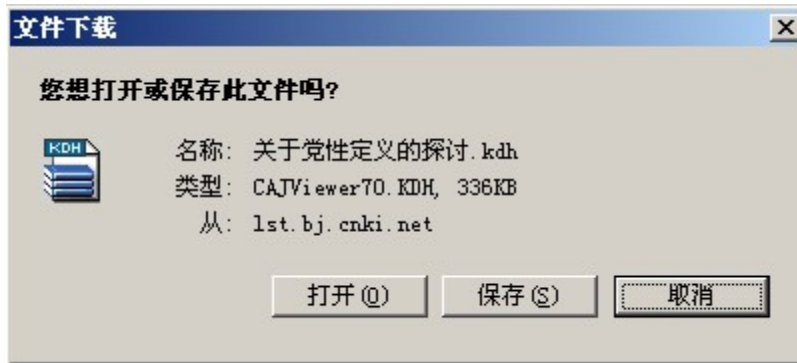 文件下载
您想打开或保存此文件吗?
KDH
名称: 关于党性定义的探讨.kdh
类型: CAJViewer70.KDH, 336KB
从: lst.bj.cnki.net
打开(O) 保存(S) 取消